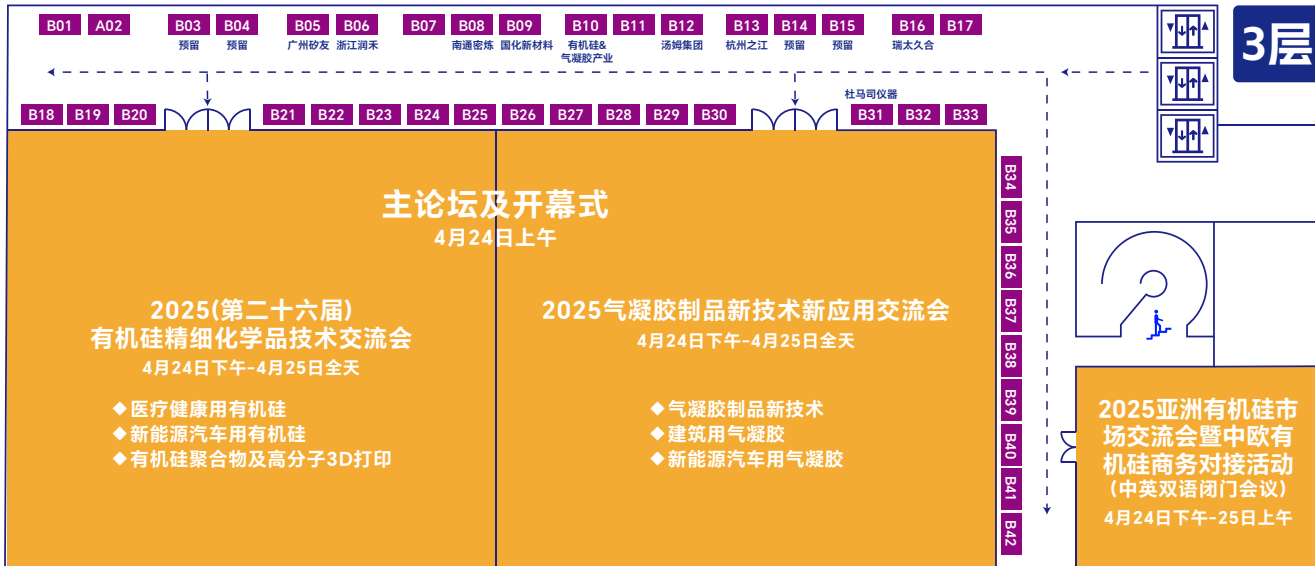 B01 A02 B03 B04 B05 B06 B07 B08 B09 B10 B11 B12 B13 B14 B15 B16 B17
预留 预留 广州矽友 浙江润禾 南通密炼 国化新材料 有机硅& 汤姆集团 杭州之江 预留 预留 瑞太久合
气凝胶产业
3层
杜马司仪器
B18 B19 B20 B21 B22 B23 B24 B25 B26 B27 B28 B29 B30 B31 B32 B33
B34
B35
B36
B37
B38
B39
B40
B41
B42
主论坛及开幕式
4月24日上午
2025(第二十六届)
有机硅精细化学品技术交流会
4月24日下午-4月25日全天
◆医疗健康用有机硅
◆新能源汽车用有机硅
◆有机硅聚合物及高分子3D打印
2025气凝胶制品新技术新应用交流会
4月24日下午-4月25日全天
◆气凝胶制品新技术
◆建筑用气凝胶
◆新能源汽车用气凝胶
2025亚洲有机硅市
场交流会暨中欧有
机硅商务对接活动
(中英双语闭门会议)
4月24日下午-25日上午